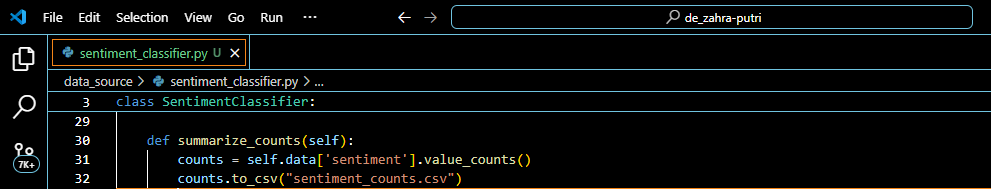 File Edit Selection View Go Run ··· de_zahra-putri
sentiment_classifier.py U
data_source > sentiment_classifier.py > ...
3 class SentimentClassifier:
29
30 def summarize_counts(self):
31 counts = self.data['sentiment'].value_counts()
32 counts.to_csv("sentiment_counts.csv")
7K+